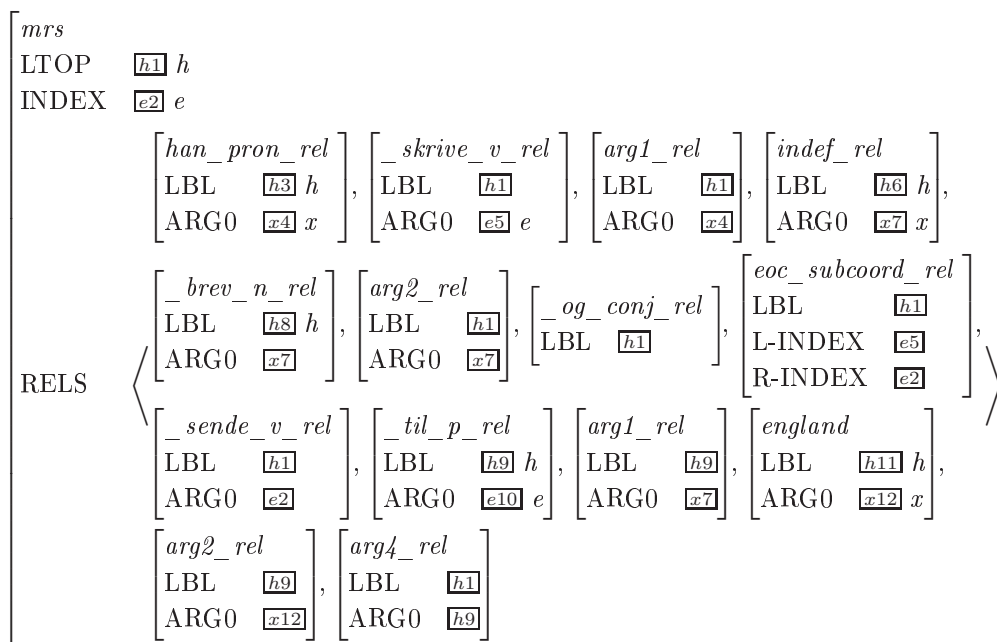 mrs
LTOP h1 h
INDEX e2 e
han_pron_rel _skrive_v_rel arg1_rel indef_rel
LBL h3 h , LBL h1 , LBL h1 , LBL h6 h ,
ARG0 x4 x ARG0 e5 e ARG0 x4 ARG0 x7 x
_brev_n_rel arg2_rel _og_conj_rel eoc_subcoord_rel
LBL h8 h , LBL h1 , LBL h1 , LBL h1 ,
ARG0 x7 ARG0 x7 L-INDEX e5
R-INDEX e2
RELS ⟨ ⟩
_sende_v_rel _til_p_rel arg1_rel england
LBL h1 , LBL h9 h , LBL h9 , LBL h11 h ,
ARG0 e2 ARG0 e10 e ARG0 x7 ARG0 x12 x
arg2_rel arg4_rel
LBL h9 , LBL h1
ARG0 x12 ARG0 h9